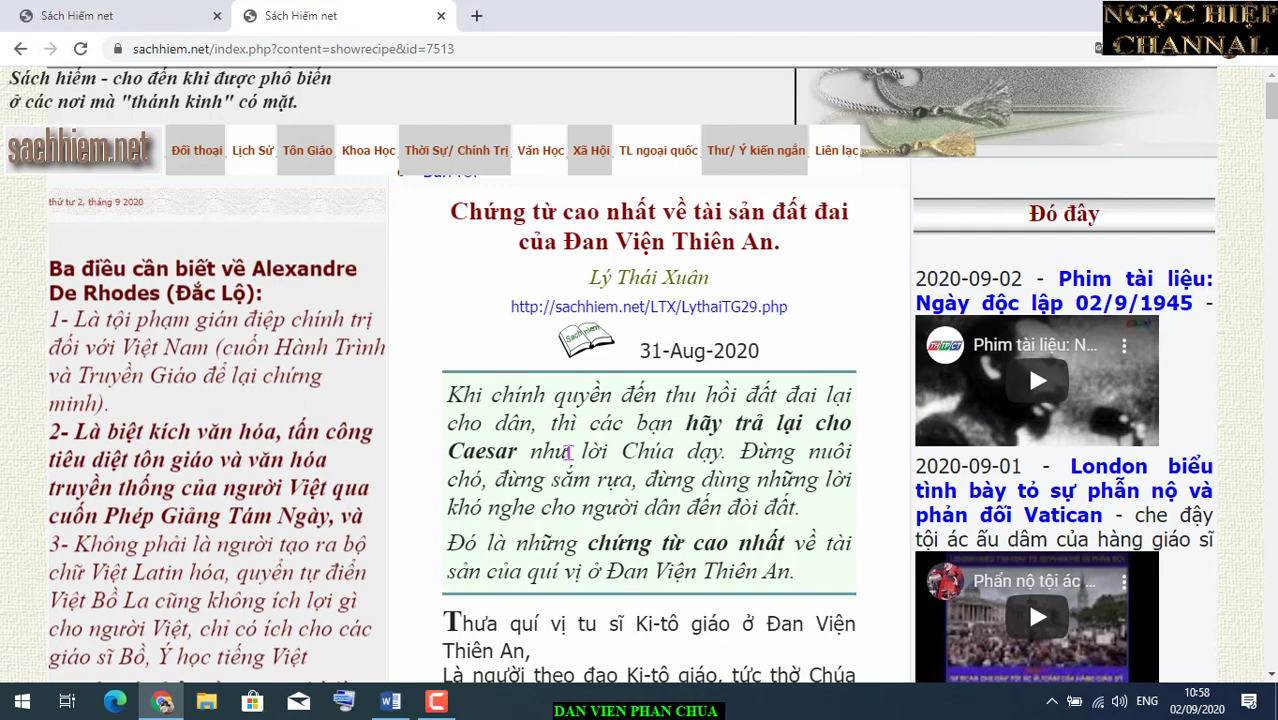 Sách Hiếm net
Sách Hiếm net
NGỌC HIỆP
CHANNAL
sachhiem.net/index.php?content=showrecipe&id=7513
Sách hiếm - cho đến khi được phổ biến
ở các nơi mà "thánh kinh" có mặt.
sachhiem.net
Đối thoại Lịch Sử Tôn Giáo Khoa Học Thời Sự/ Chính Trị Văn Học Xã Hội TL ngoại quốc Thư/ Ý kiến ngắn Liên lạc
thứ tư 2, tháng 9 2020
Ba điều cần biết về Alexandre
De Rhodes (Đắc Lộ):
1- Là tội phạm gián điệp chính trị
đối với Việt Nam (cuốn Hành Trình
và Truyền Giáo để lại chứng
minh).
2- Là biệt kích văn hóa, tấn công
tiêu diệt tôn giáo và văn hóa
truyền thống của người Việt qua
cuốn Phép Giảng Tám Ngày, và
3- Không phải là người tạo ra bộ
chữ Việt Latin hóa, quyển tự điển
Việt Bồ La cũng không ích lợi gì
cho người Việt, chỉ có ích cho các
giáo sĩ Bồ, Ý học tiếng Việt
Chứng từ cao nhất về tài sản đất đai
của Đan Viện Thiên An.
Lý Thái Xuân
http://sachhiem.net/LTX/LythaiTG29.php
Sachhiem
31-Aug-2020
Khi chính quyền đến thu hồi đất đai lại
cho dân, thì các bạn hãy trả lại cho
Caesar như lời Chúa dạy. Đừng nuôi
chó, đừng sắm rựa, đừng dùng những lời
khó nghe cho người dân đến đòi đất.
Đó là những chứng từ cao nhất về tài
sản của quí vị ở Đan Viện Thiên An.
Thưa quí vị tu sĩ Ki-tô giáo ở Đan Viện
Thiên An,
Là người theo đạo Ki-tô giáo, tức thờ Chúa
Đó đây
2020-09-02 - Phim tài liệu:
Ngày độc lập 02/9/1945 -
THTPCT
Phim tài liệu: N...
2020-09-01 - London biểu
tình bày tỏ sự phẫn nộ và
phản đối Vatican - che đậy
tội ác ấu dâm của hàng giáo sĩ
Phẫn nộ tội ác ...
ENG
10:58
02/09/2020
DAN VIEN PHAN CHUA